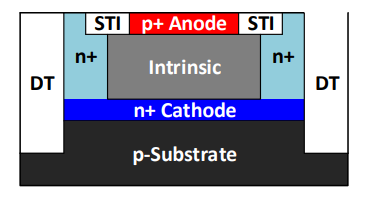 STI p+ Anode STI
n+ Intrinsic n+
DT DT
n+ Cathode
p-Substrate